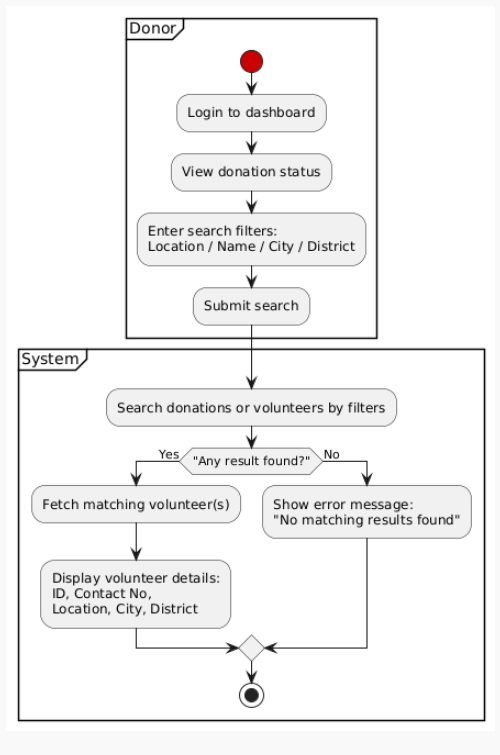 Donor
Login to dashboard
View donation status
Enter search filters:
Location / Name / City / District
Submit search
System
Search donations or volunteers by filters
Yes
"Any result found?"
No
Fetch matching volunteer(s)
Show error message:
"No matching results found"
Display volunteer details:
ID, Contact No,
Location, City, District